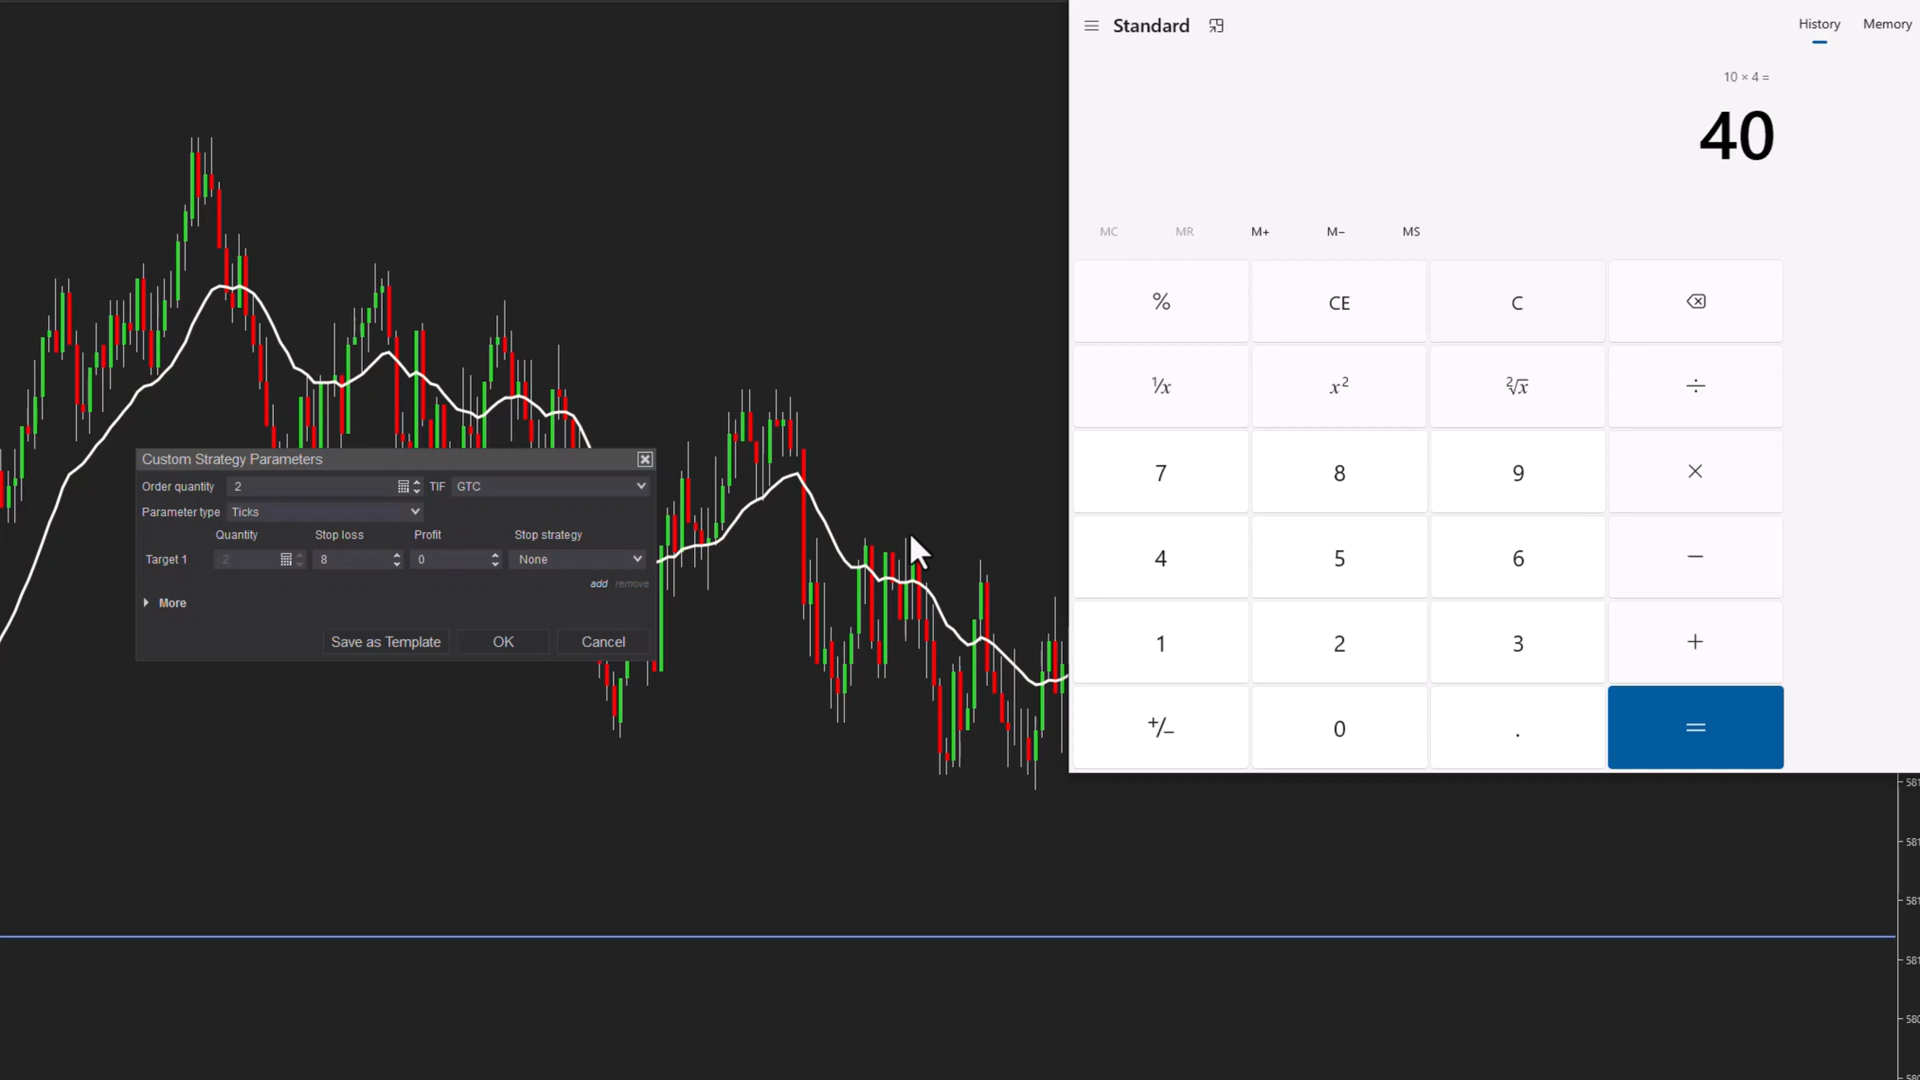 Standard
History Memory
10 × 4 =
40
MC MR M+ M− MS
% CE C
⅟x x² ²√x ÷
7 8 9 ×
4 5 6 −
1 2 3 +
+/− 0 . =
Custom Strategy Parameters
Order quantity 2 TIF GTC
Parameter type Ticks
Quantity Stop loss Profit Stop strategy
Target 1 2 8 0 None
add remove
More
Save as Template OK Cancel